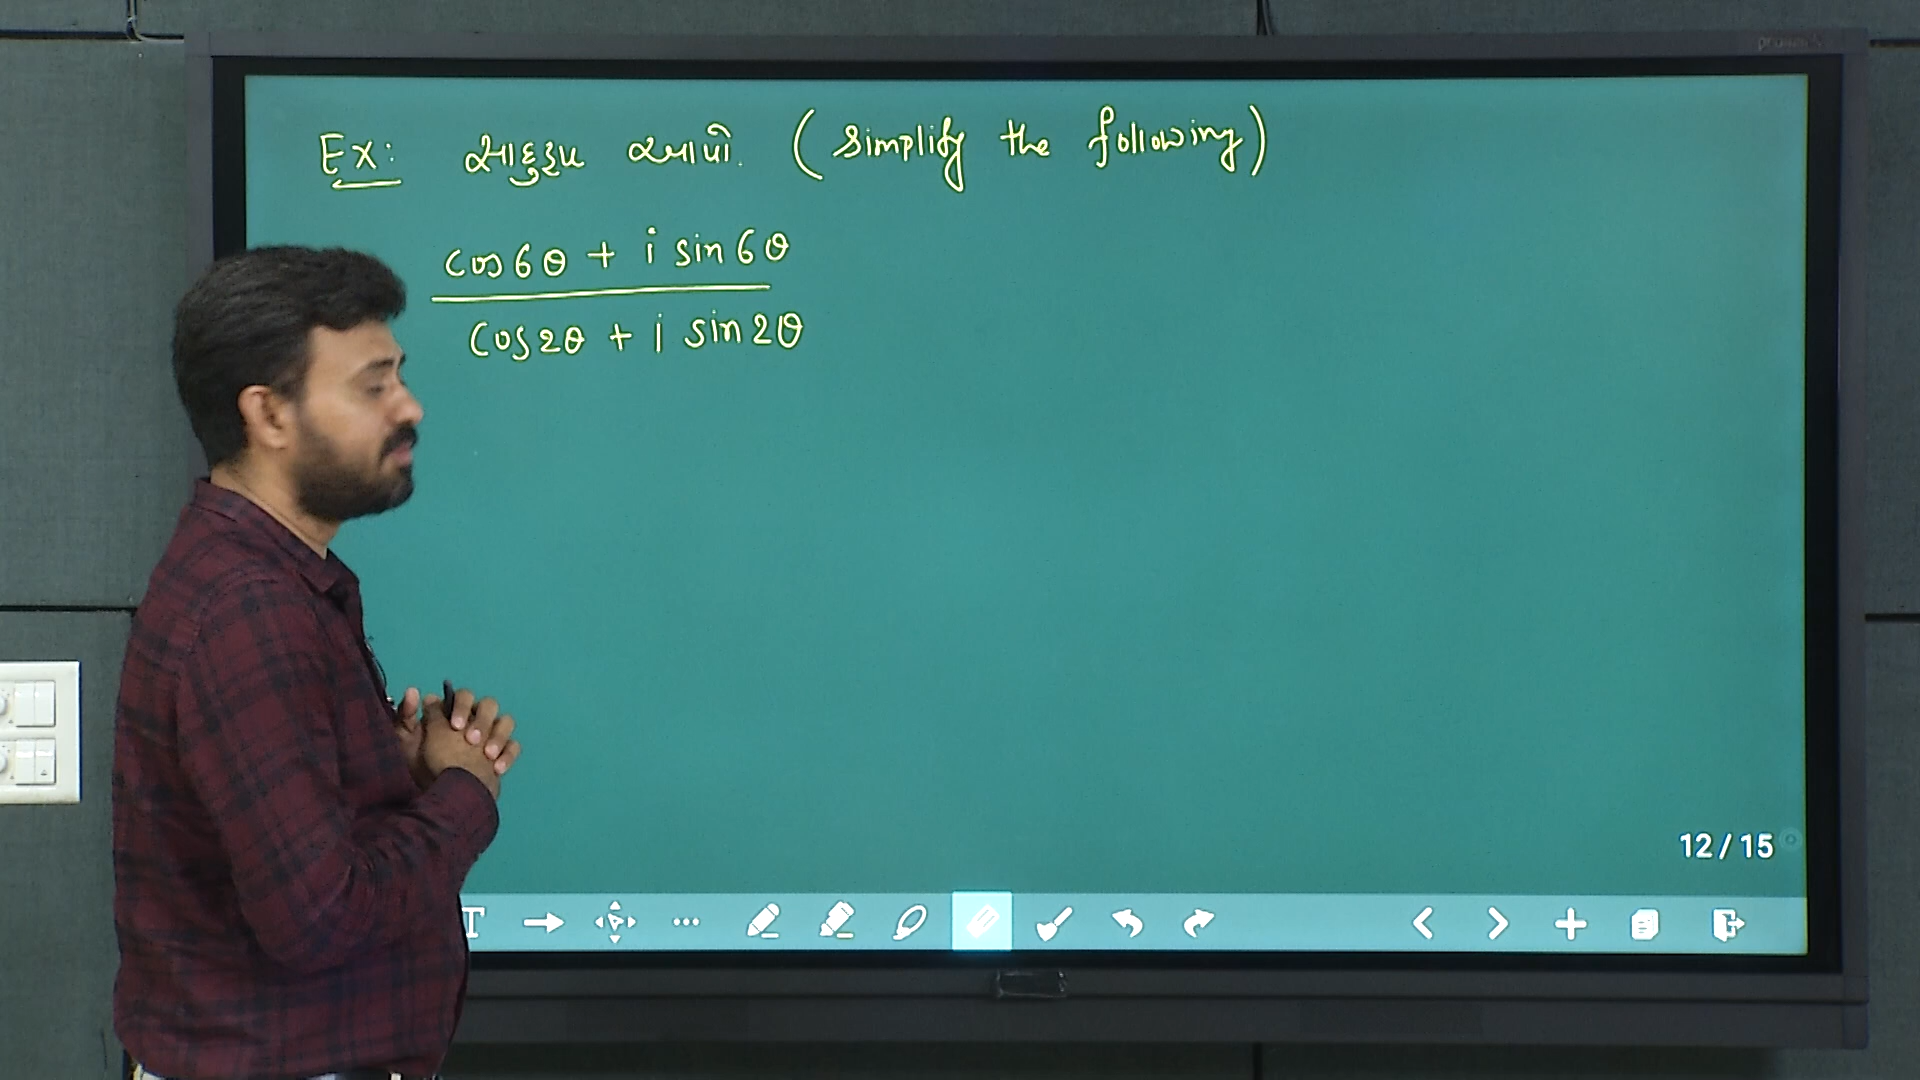 Ex: સાદુરૂપ આપો. (Simplify the following)
cos6θ + i sin6θ
cos2θ + i sin2θ
12/15